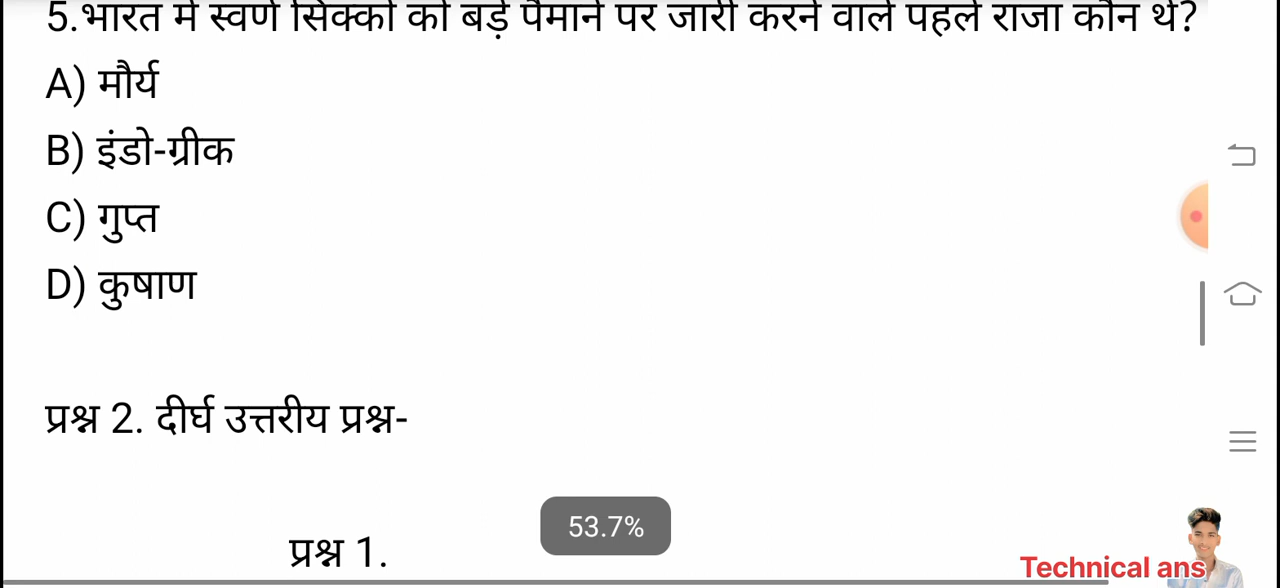 5.भारत में स्वर्ण सिक्कों को बड़े पैमाने पर जारी करने वाले पहले राजा कौन थे?
A) मौर्य
B) इंडो-ग्रीक
C) गुप्त
D) कुषाण
प्रश्न 2. दीर्घ उत्तरीय प्रश्न-
53.7%
प्रश्न 1.
Technical ans